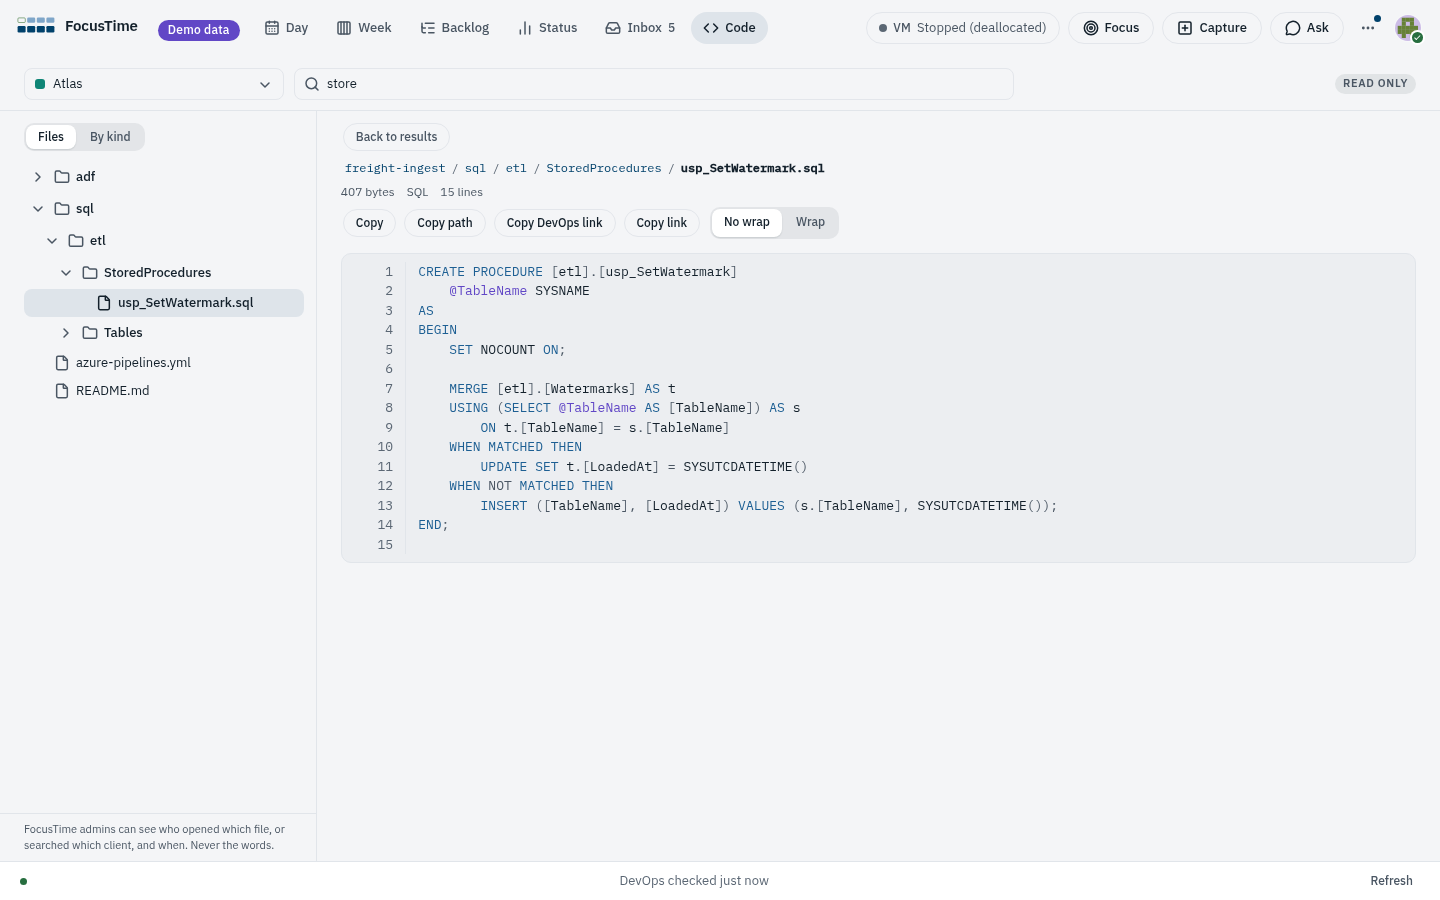 FocusTime
Demo data
Day
Week
Backlog
Status
Inbox 5
Code
VM Stopped (deallocated)
Focus
Capture
Ask
Atlas
store
READ ONLY
Files
By kind
adf
sql
etl
StoredProcedures
usp_SetWatermark.sql
Tables
azure-pipelines.yml
README.md
FocusTime admins can see who opened which file, or
searched which client, and when. Never the words.
Back to results
freight-ingest / sql / etl / StoredProcedures / usp_SetWatermark.sql
407 bytes SQL 15 lines
Copy
Copy path
Copy DevOps link
Copy link
No wrap
Wrap
1 CREATE PROCEDURE [etl].[usp_SetWatermark]
2     @TableName SYSNAME
3 AS
4 BEGIN
5     SET NOCOUNT ON;
6
7     MERGE [etl].[Watermarks] AS t
8     USING (SELECT @TableName AS [TableName]) AS s
9         ON t.[TableName] = s.[TableName]
10     WHEN MATCHED THEN
11         UPDATE SET t.[LoadedAt] = SYSUTCDATETIME()
12     WHEN NOT MATCHED THEN
13         INSERT ([TableName], [LoadedAt]) VALUES (s.[TableName], SYSUTCDATETIME());
14 END;
15
DevOps checked just now
Refresh